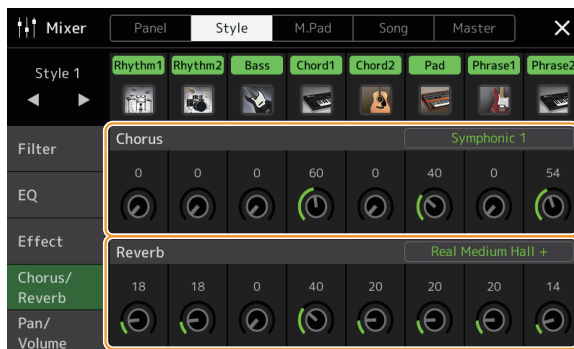 Mixer
Panel Style M.Pad Song Master
Style 1
Rhythm1 Rhythm2 Bass Chord1 Chord2 Pad Phrase1 Phrase2
Filter
EQ
Effect
Chorus/
Reverb
Pan/
Volume
Chorus Symphonic 1
0 0 0 60 0 40 0 54
Reverb Real Medium Hall +
18 18 0 40 20 20 20 14